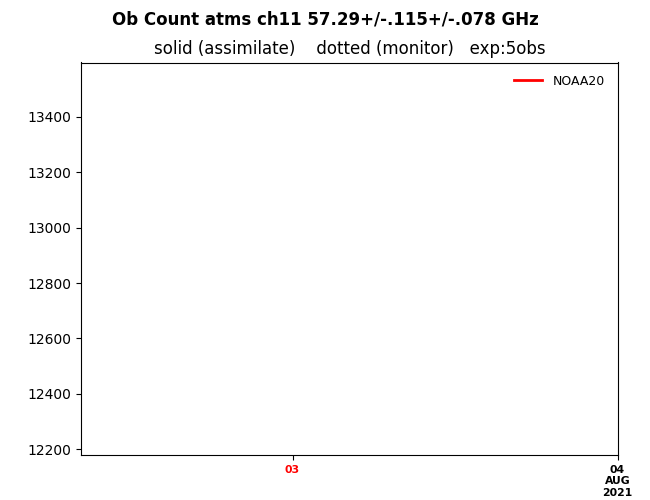 Ob Count atms ch11 57.29+/-.115+/-.078 GHz
solid (assimilate)    dotted (monitor)   exp:5obs
NOAA20
13400
13200
13000
12800
12600
12400
12200
03
04
AUG
2021